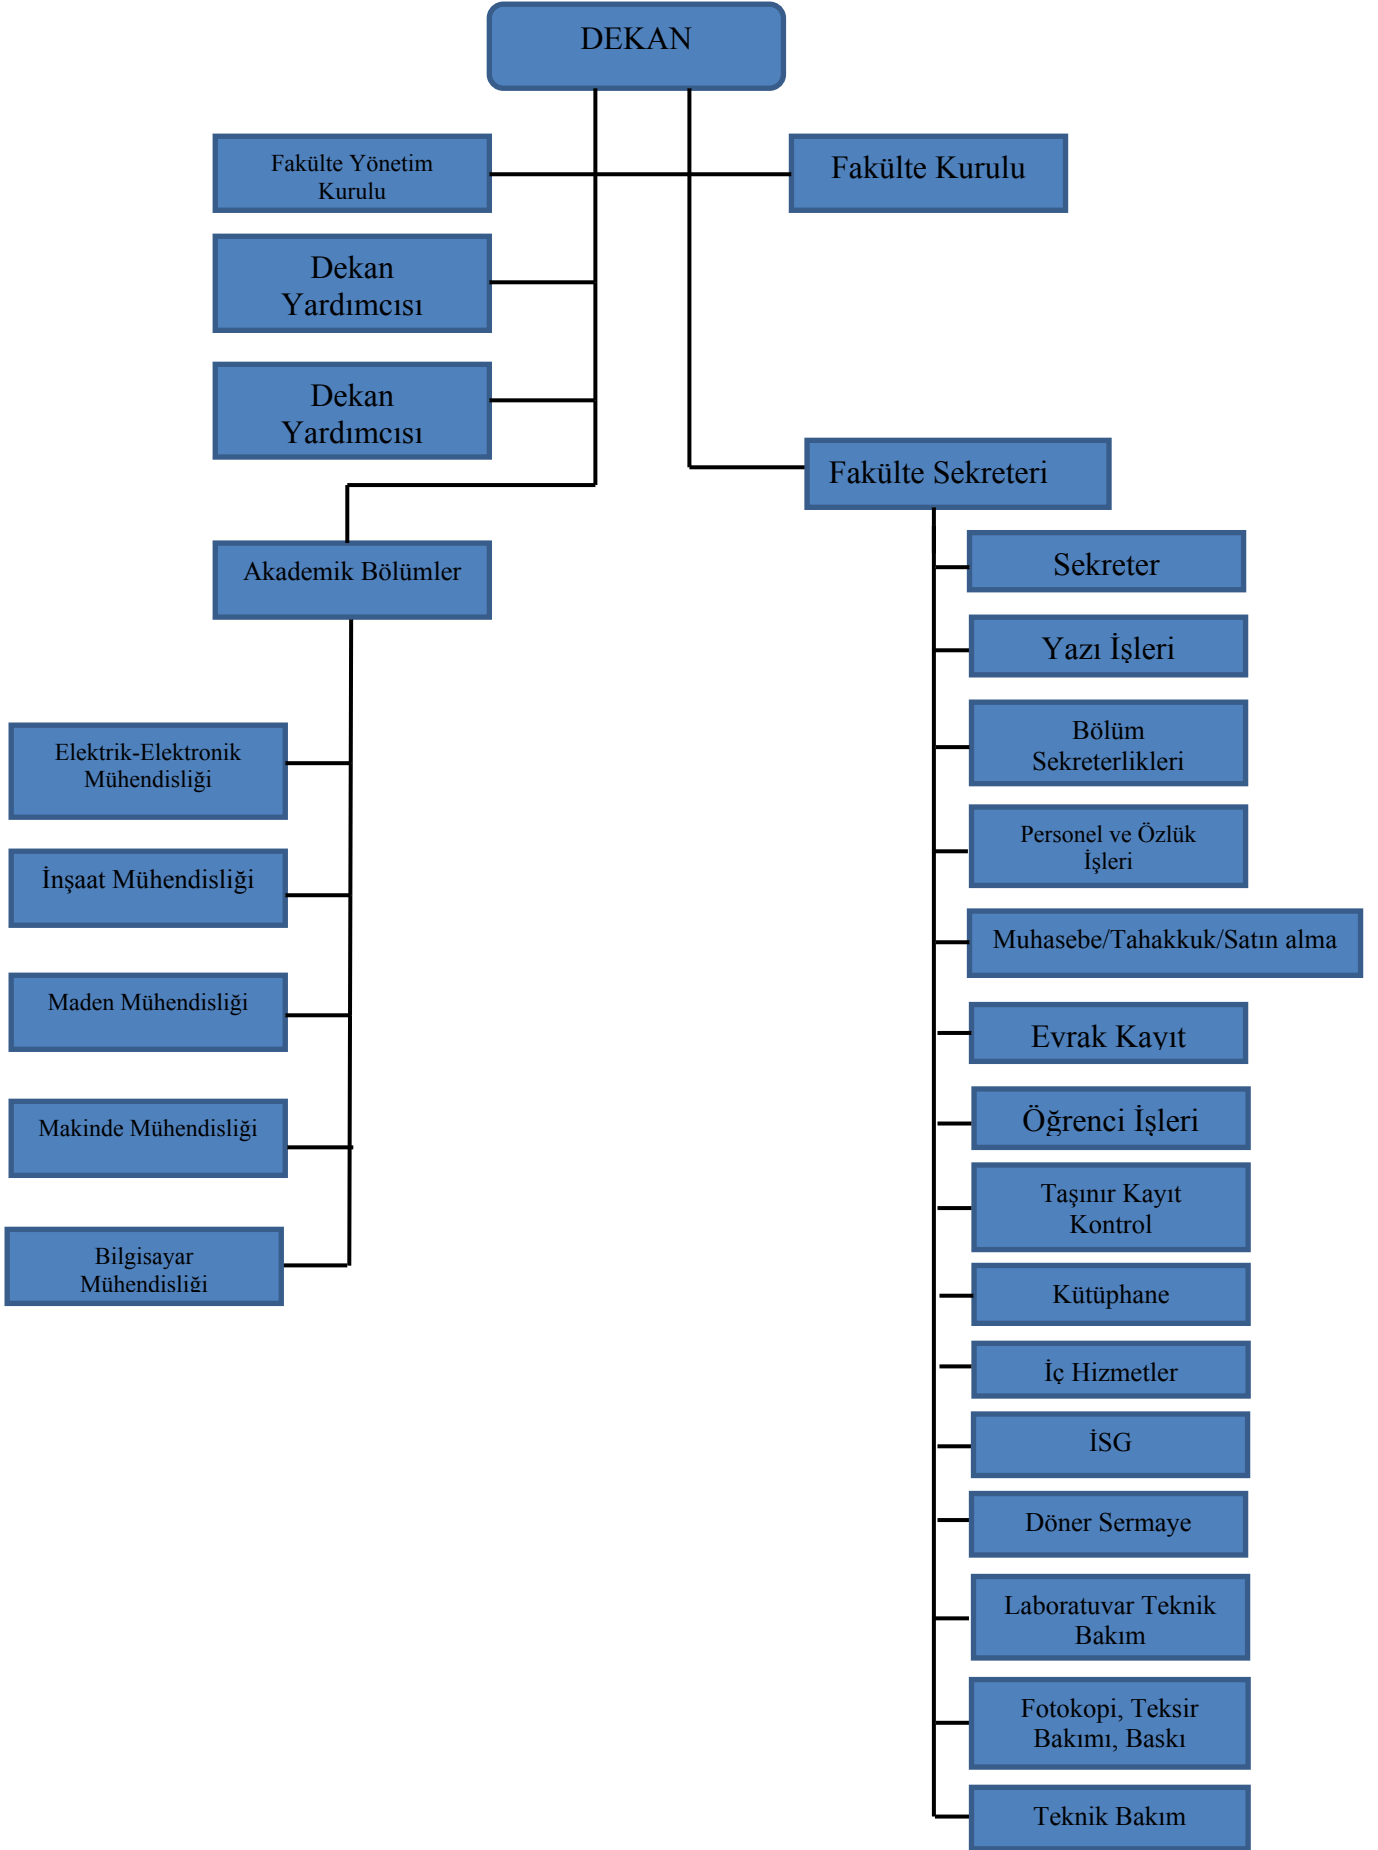 DEKAN
Fakülte Yönetim
Kurulu
Fakülte Kurulu
Dekan
Yardımcısı
Dekan
Yardımcısı
Fakülte Sekreteri
Akademik Bölümler
Elektrik-Elektronik
Mühendisliği
İnşaat Mühendisliği
Maden Mühendisliği
Makinde Mühendisliği
Bilgisayar
Mühendisliği
Sekreter
Yazı İşleri
Bölüm
Sekreterlikleri
Personel ve Özlük
İşleri
Muhasebe/Tahakkuk/Satın alma
Evrak Kayıt
Öğrenci İşleri
Taşınır Kayıt
Kontrol
Kütüphane
İç Hizmetler
İSG
Döner Sermaye
Laboratuvar Teknik
Bakım
Fotokopi, Teksir
Bakımı, Baskı
Teknik Bakım